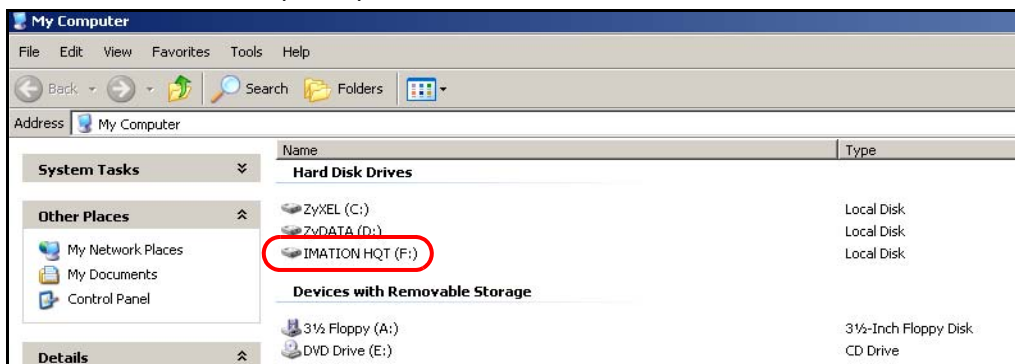 My Computer
File Edit View Favorites Tools Help
Back Search Folders
Address My Computer
Name Type
System Tasks
Hard Disk Drives
Other Places
ZyXEL (C:) Local Disk
ZyDATA (D:) Local Disk
My Network Places
IMATION HQT (F:) Local Disk
My Documents
Control Panel
Devices with Removable Storage
3½ Floppy (A:) 3½-Inch Floppy Disk
Details
DVD Drive (E:) CD Drive